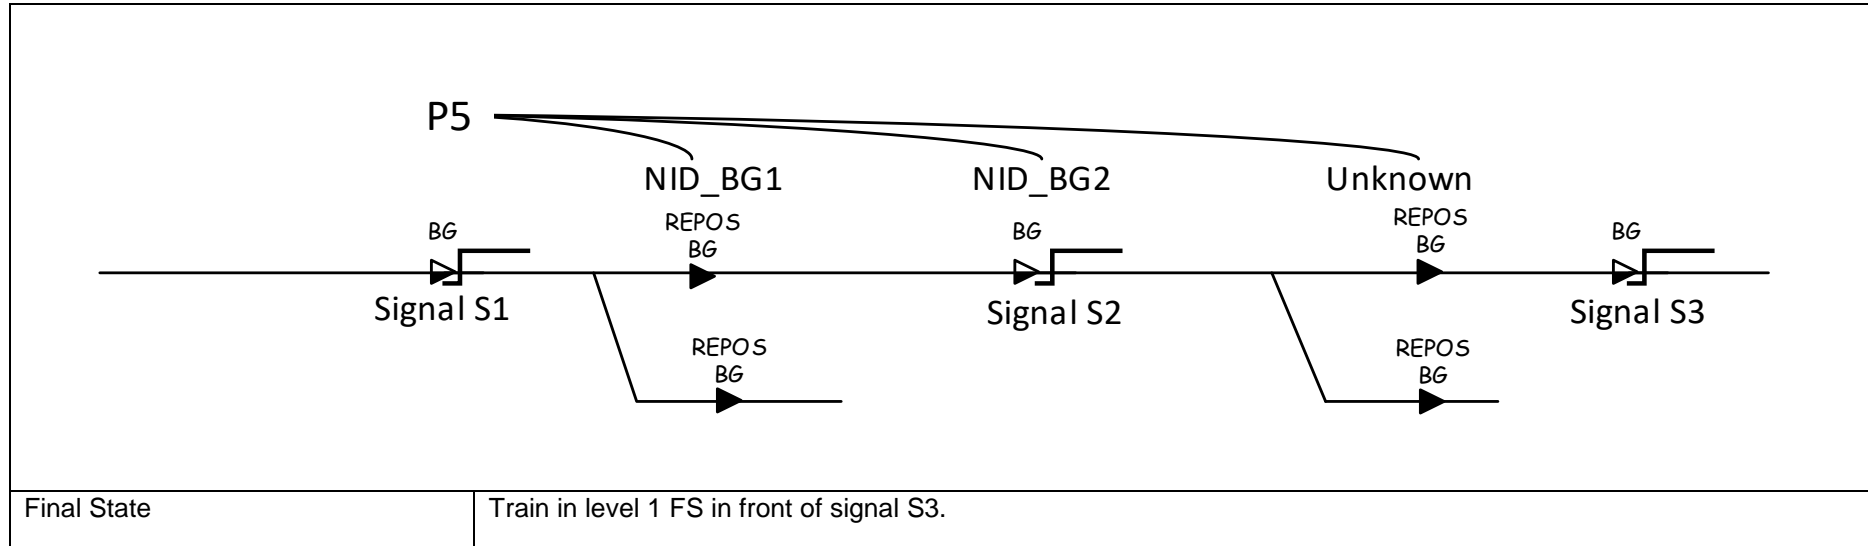 P5
NID_BG1
NID_BG2
Unknown
BG
REPOS
BG
BG
REPOS
BG
BG
Signal S1
Signal S2
Signal S3
REPOS
BG
REPOS
BG
Final State
Train in level 1 FS in front of signal S3.